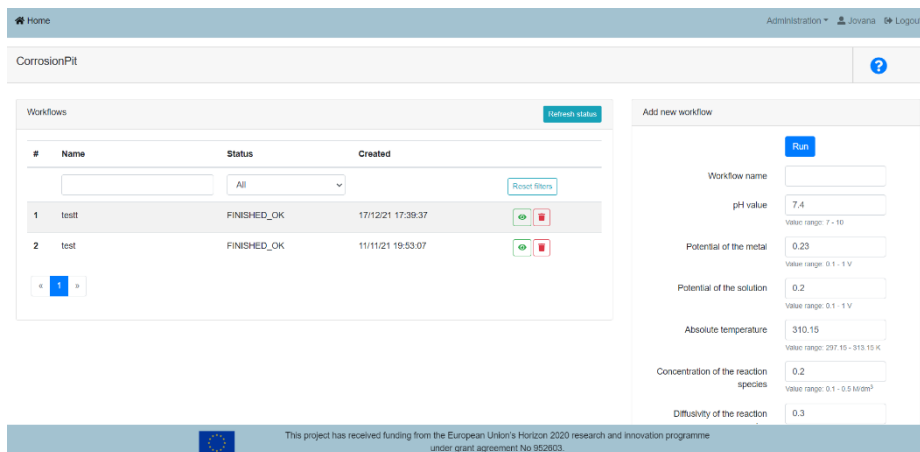 Home Administration Jovana Logout
CorrosionPit
Workflows Refresh status
# Name Status Created
All Reset filters
1 testt FINISHED_OK 17/12/21 17:39:37
2 test FINISHED_OK 11/11/21 19:53:07
« 1 »
Add new workflow
Run
Workflow name
pH value 7.4
Value range: 7 - 10
Potential of the metal 0.23
Value range: 0.1 - 1 V
Potential of the solution 0.2
Value range: 0.1 - 1 V
Absolute temperature 310.15
Value range: 297.15 - 313.15 K
Concentration of the reaction 0.2
species Value range: 0.1 - 0.5 M/dm³
Diffusivity of the reaction 0.3
This project has received funding from the European Union's Horizon 2020 research and innovation programme
under grant agreement No 952603.